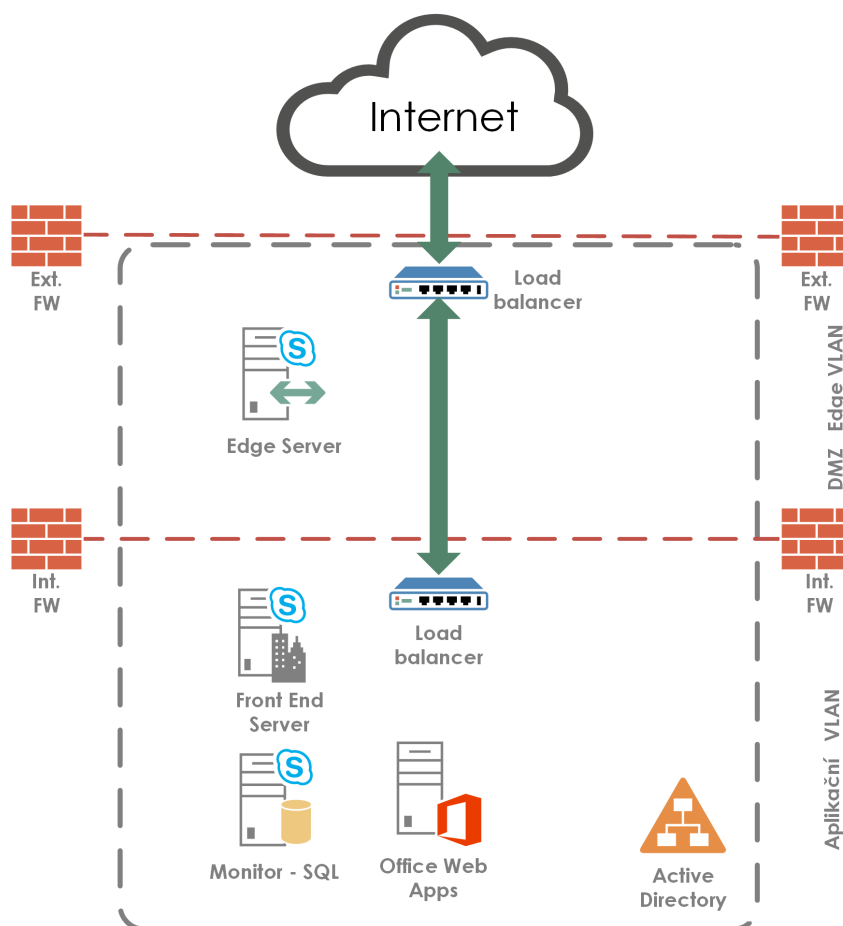 Internet
Ext.
FW
Ext.
FW
Load
balancer
Edge Server
DMZ Edge VLAN
Int.
FW
Int.
FW
Load
balancer
Front End
Server
Monitor - SQL
Office Web
Apps
Active
Directory
Aplikační VLAN